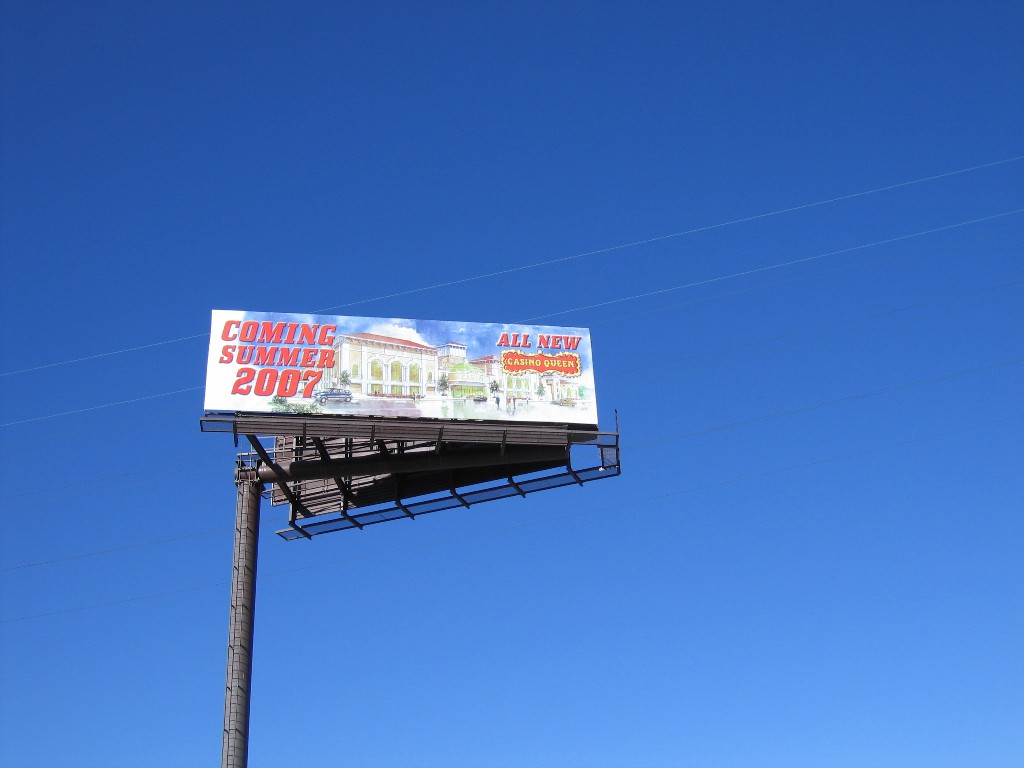 COMING
SUMMER
2007
ALL NEW
CASINO QUEEN